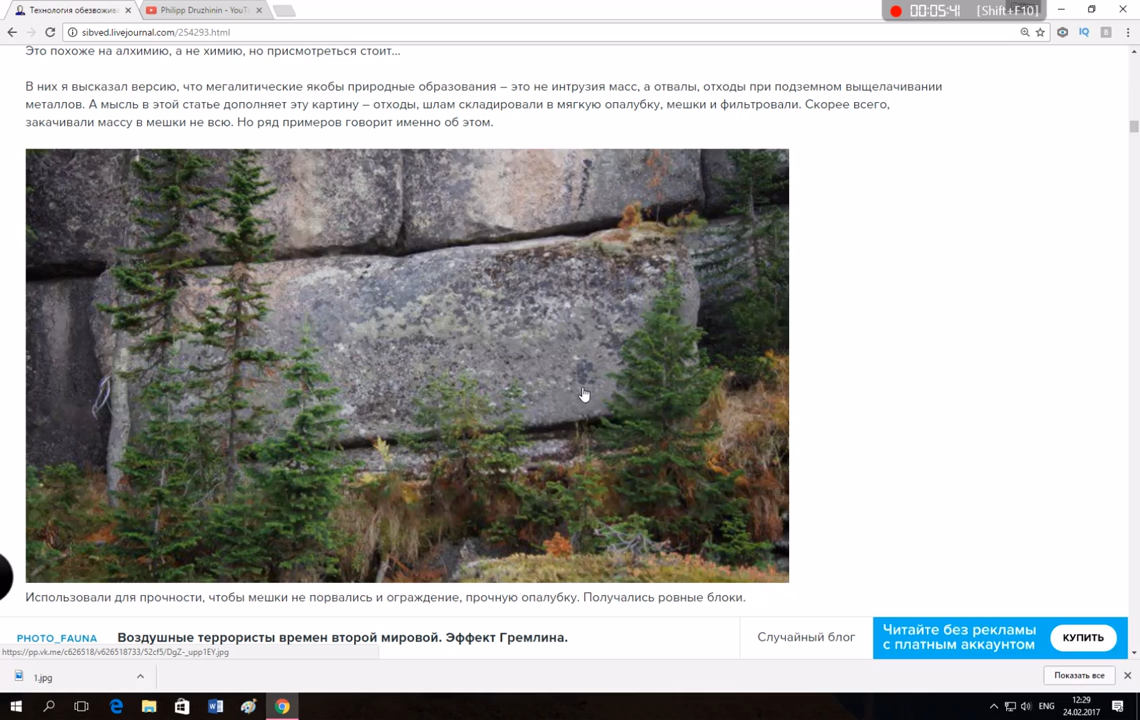 Технология обезвожив
Philipp Druzhinin - YouT
00:05:41 [Shift+F10]
sibved.livejournal.com/254293.html
IQ
Это похоже на алхимию, а не химию, но присмотреться стоит...
В них я высказал версию, что мегалитические якобы природные образования – это не интрузия масс, а отвалы, отходы при подземном выщелачивании
металлов. А мысль в этой статье дополняет эту картину – отходы, шлам складировали в мягкую опалубку, мешки и фильтровали. Скорее всего,
закачивали массу в мешки не всю. Но ряд примеров говорит именно об этом.
Использовали для прочности, чтобы мешки не порвались и ограждение, прочную опалубку. Получались ровные блоки.
PHOTO_FAUNA
Воздушные террористы времен второй мировой. Эффект Гремлина.
Случайный блог
Читайте без рекламы
с платным аккаунтом
КУПИТЬ
https://pp.vk.me/c626518/v626518733/52cf5/DgZ-_upp1EY.jpg
1.jpg
Показать все
ENG
12:29
24.02.2017